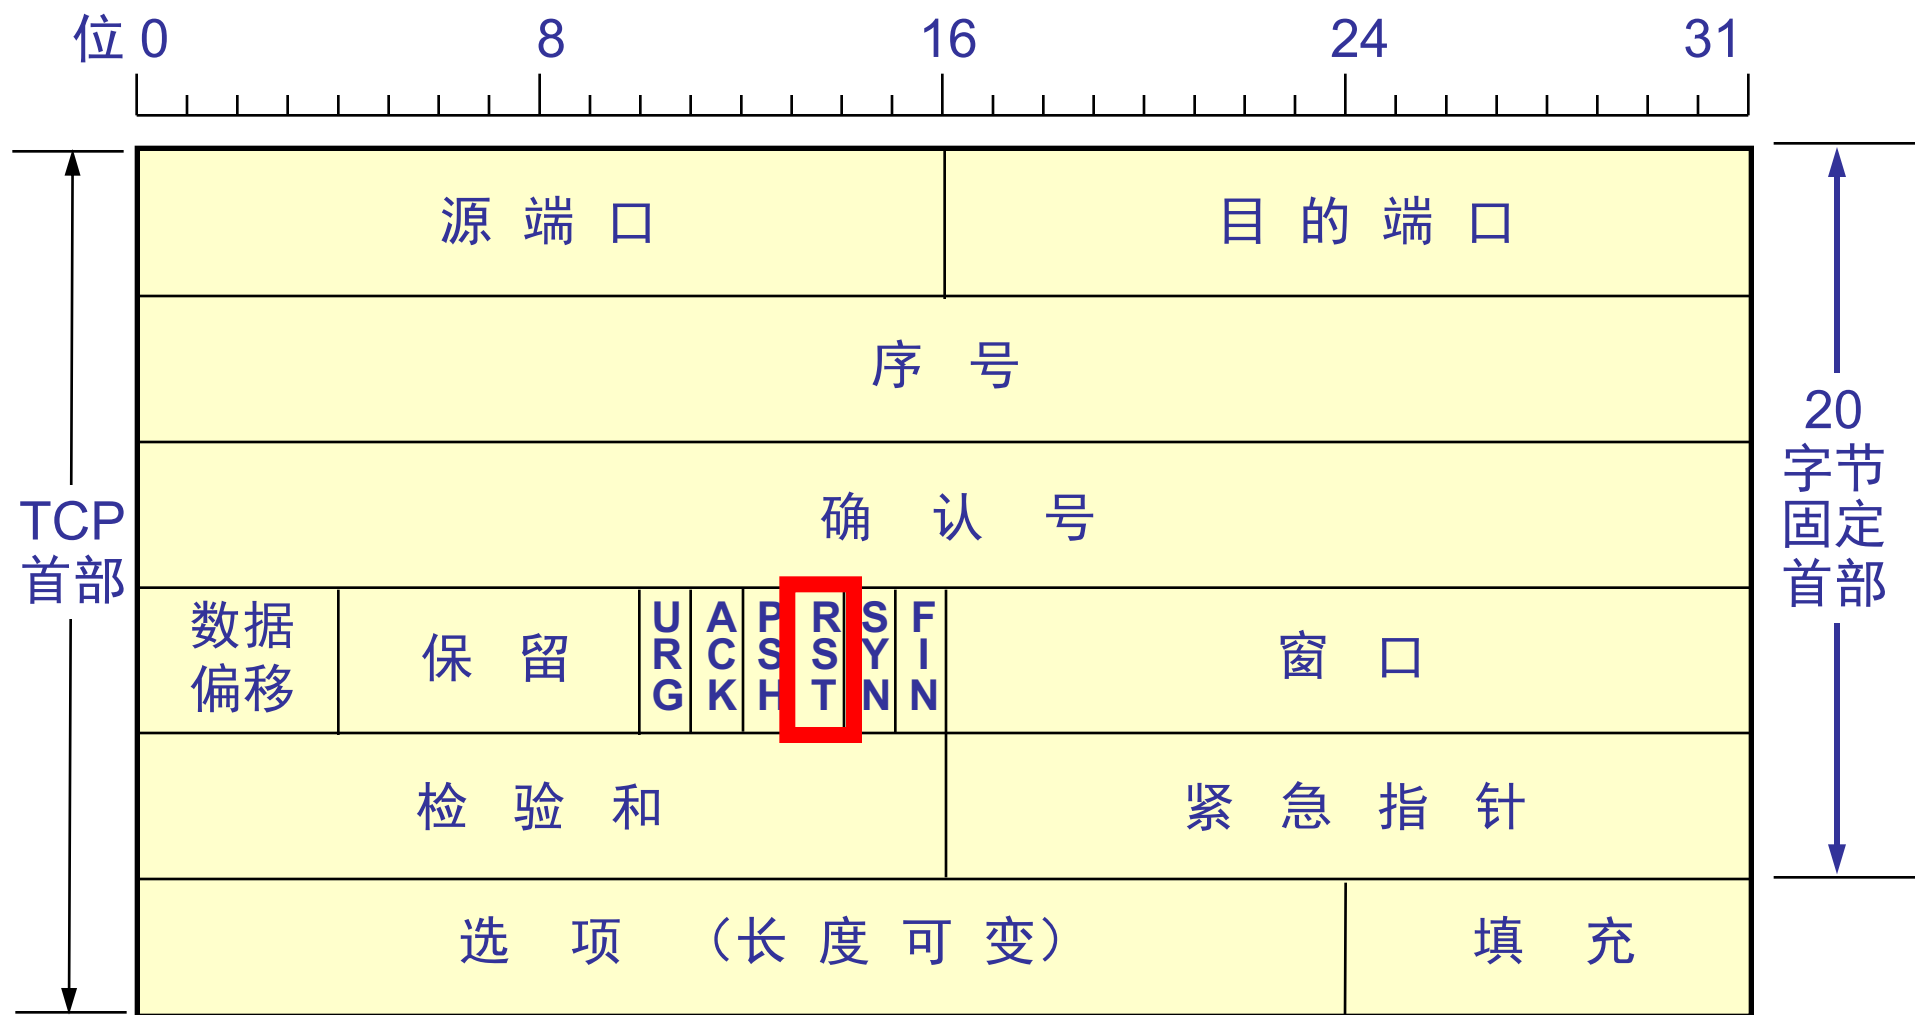 位 0 8 16 24 31
源端口 目的端口
序号
确认号
TCP
首部
20
字节
固定
首部
数据
偏移
保留
URG
ACK
PSH
RST
SYN
FIN
窗口
检验和 紧急指针
选项（长度可变） 填充